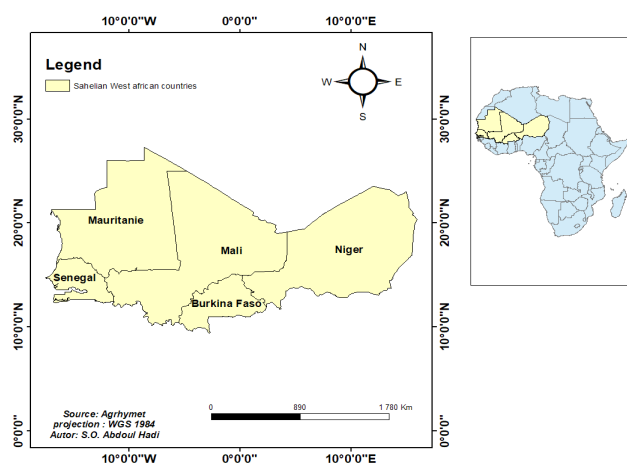 10°0'0"W 0°0'0" 10°0'0"E
Legend
Sahelian West african countries
N
W E
S
30°0'0"N 30°0'0"N
20°0'0"N 20°0'0"N
Mauritanie
Mali
Niger
Senegal
Burkina Faso
10°0'0"N 10°0'0"N
0 890 1 780 Km
Source: Agrhymet
projection : WGS 1984
Autor: S.O. Abdoul Hadi
0°0'0" 0°0'0"
10°0'0"W 0°0'0" 10°0'0"E